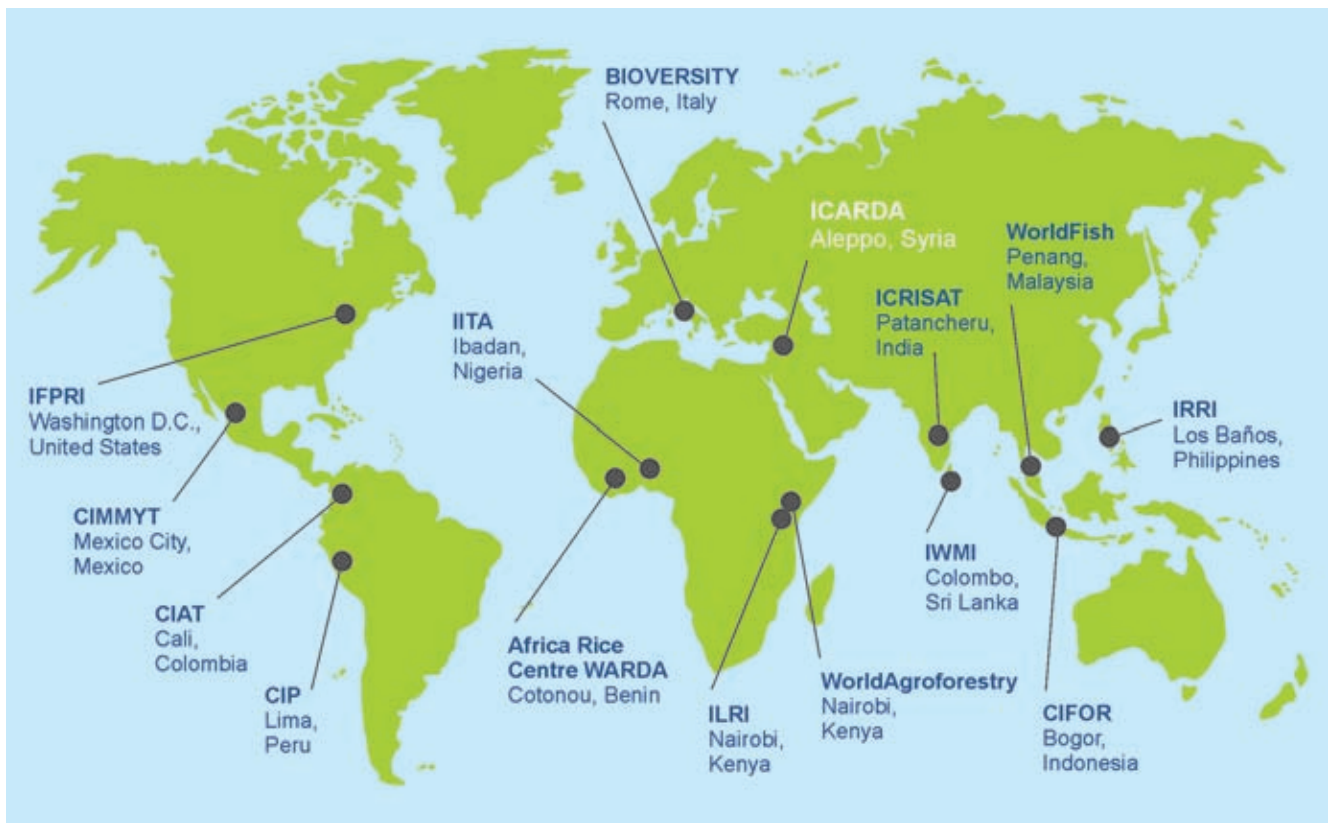 BIOVERSITY
Rome, Italy
ICARDA
Aleppo, Syria
WorldFish
Penang,
Malaysia
ICRISAT
Patancheru,
India
IITA
Ibadan,
Nigeria
IFPRI
Washington D.C.,
United States
IRRI
Los Baños,
Philippines
CIMMYT
Mexico City,
Mexico
IWMI
Colombo,
Sri Lanka
CIAT
Cali,
Colombia
Africa Rice
Centre WARDA
Cotonou, Benin
WorldAgroforestry
Nairobi,
Kenya
CIP
Lima,
Peru
ILRI
Nairobi,
Kenya
CIFOR
Bogor,
Indonesia